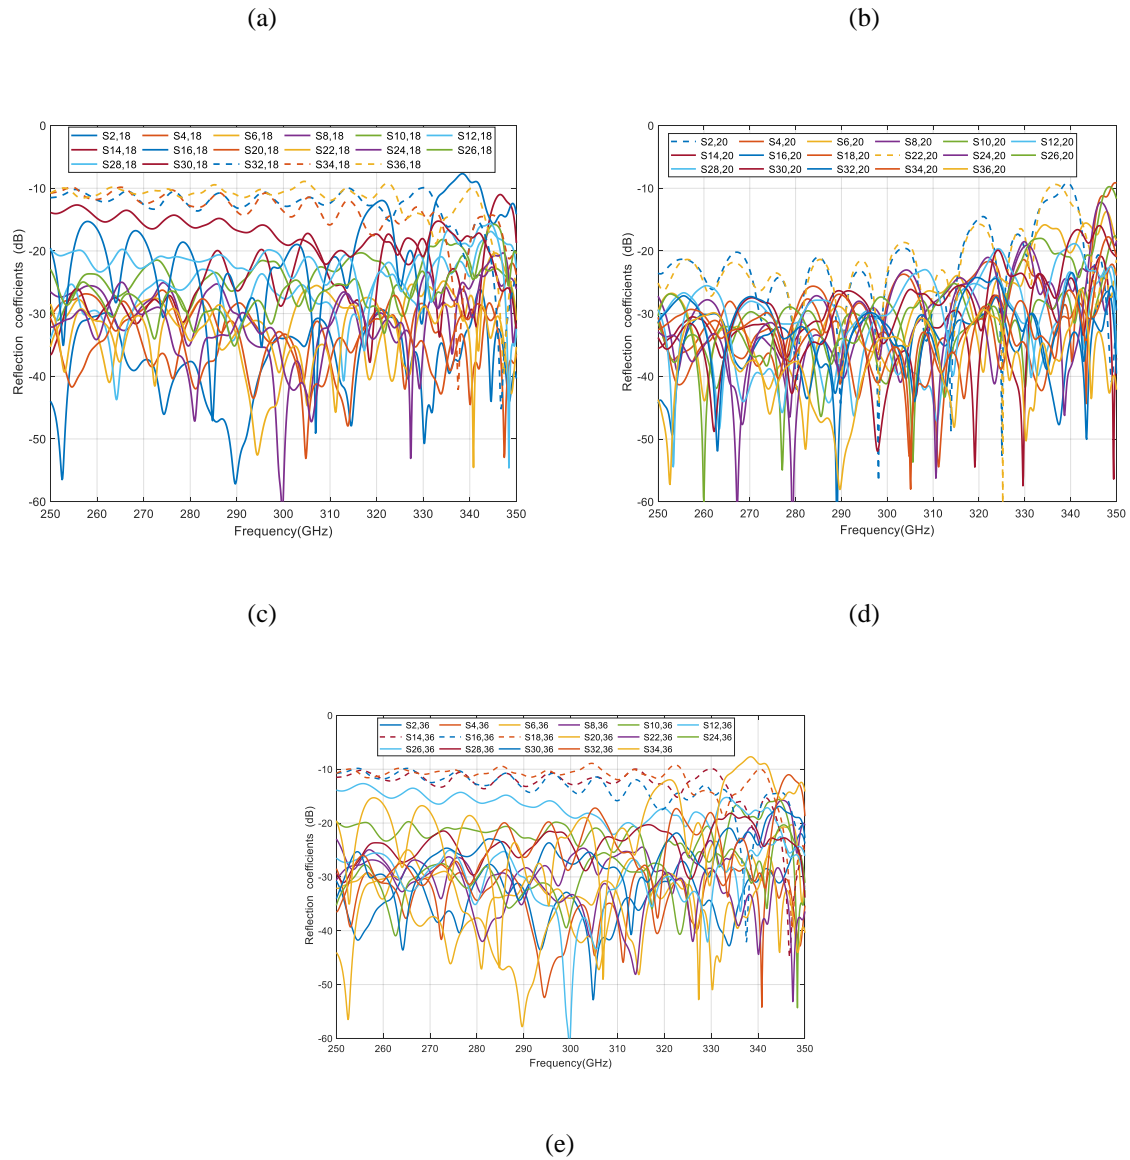 (a)
(b)
0
-10
-20
-30
-40
-50
-60
Reflection coefficients (dB)
S2,18 S4,18 S6,18 S8,18 S10,18 S12,18
S14,18 S16,18 S20,18 S22,18 S24,18 S26,18
S28,18 S30,18 S32,18 S34,18 S36,18
250 260 270 280 290 300 310 320 330 340 350
Frequency(GHz)
0
-10
-20
-30
-40
-50
-60
Reflection coefficients (dB)
S2,20 S4,20 S6,20 S8,20 S10,20 S12,20
S14,20 S16,20 S18,20 S22,20 S24,20 S26,20
S28,20 S30,20 S32,20 S34,20 S36,20
250 260 270 280 290 300 310 320 330 340 350
Frequency(GHz)
(c)
(d)
0
-10
-20
-30
-40
-50
-60
Reflection coefficients (dB)
S2,36 S4,36 S6,36 S8,36 S10,36 S12,36
S14,36 S16,36 S18,36 S20,36 S22,36 S24,36
S26,36 S28,36 S30,36 S32,36 S34,36
250 260 270 280 290 300 310 320 330 340 350
Frequency(GHz)
(e)